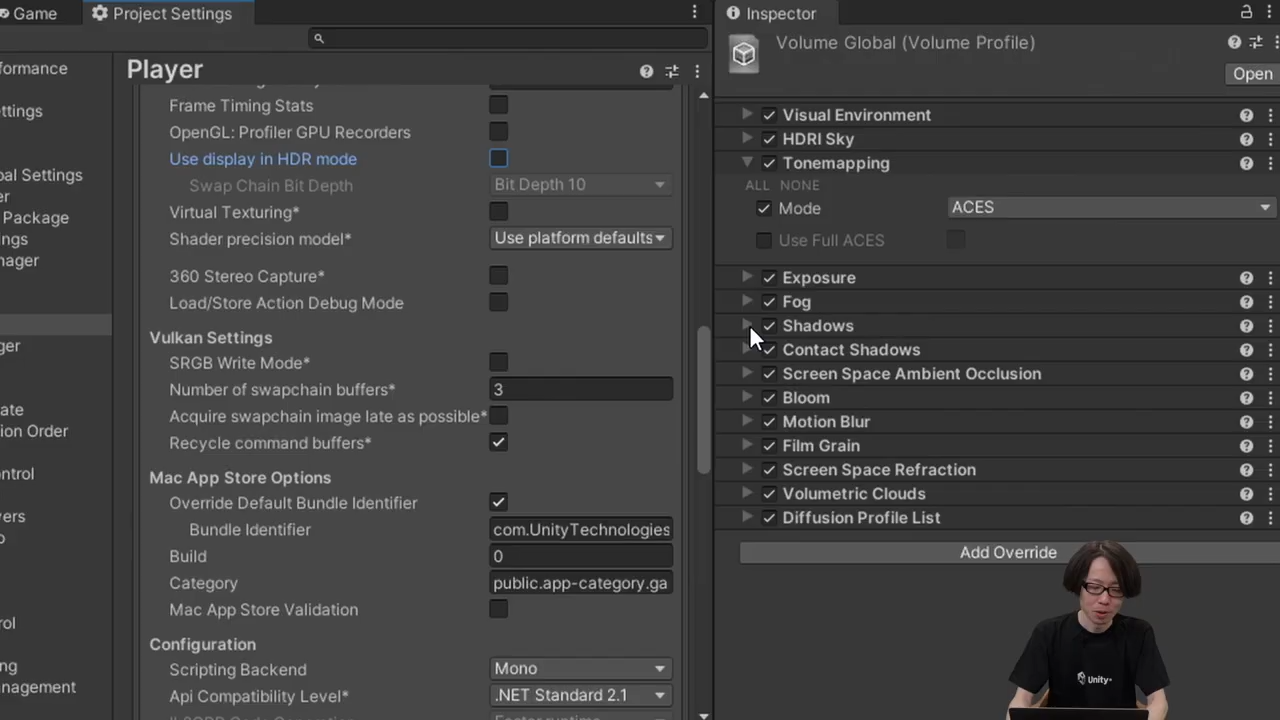 Game
Project Settings
formance
ttings
bal Settings
er
Package
ngs
nager
ger
ate
ion Order
ntrol
vers
o
rol
ng
nagement
Player
Frame Timing Stats
OpenGL: Profiler GPU Recorders
Use display in HDR mode
Swap Chain Bit Depth Bit Depth 10
Virtual Texturing*
Shader precision model* Use platform defaults
360 Stereo Capture*
Load/Store Action Debug Mode
Vulkan Settings
SRGB Write Mode*
Number of swapchain buffers* 3
Acquire swapchain image late as possible*
Recycle command buffers*
Mac App Store Options
Override Default Bundle Identifier
Bundle Identifier com.UnityTechnologies
Build 0
Category public.app-category.ga
Mac App Store Validation
Configuration
Scripting Backend Mono
Api Compatibility Level* .NET Standard 2.1
Inspector
Volume Global (Volume Profile)
Open
Visual Environment
HDRI Sky
Tonemapping
ALL NONE
Mode ACES
Use Full ACES
Exposure
Fog
Shadows
Contact Shadows
Screen Space Ambient Occlusion
Bloom
Motion Blur
Film Grain
Screen Space Refraction
Volumetric Clouds
Diffusion Profile List
Add Override
Unity